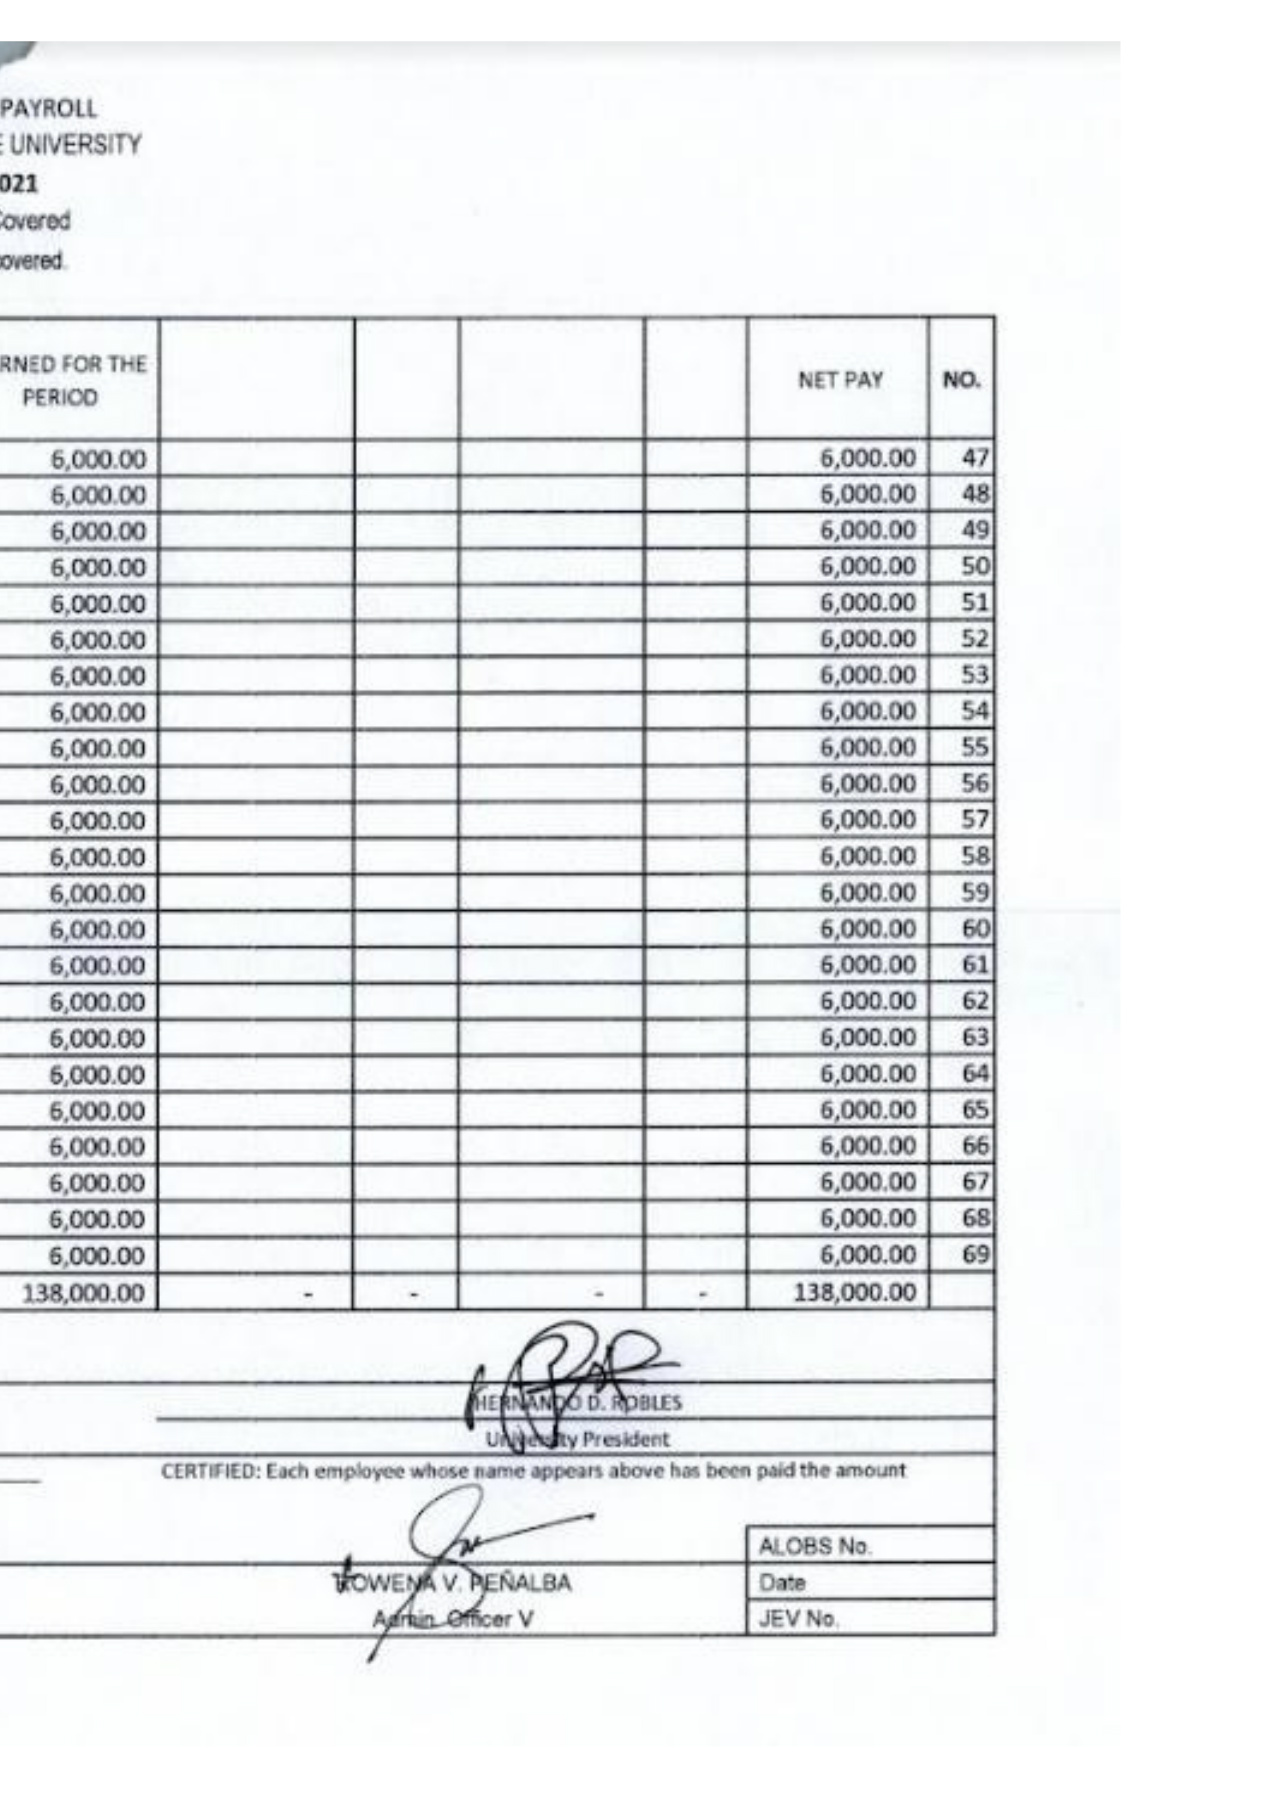 PAYROLL
E UNIVERSITY
021
Covered
overed.
RNED FOR THE PERIOD NET PAY NO.
6,000.00 6,000.00 47
6,000.00 6,000.00 48
6,000.00 6,000.00 49
6,000.00 6,000.00 50
6,000.00 6,000.00 51
6,000.00 6,000.00 52
6,000.00 6,000.00 53
6,000.00 6,000.00 54
6,000.00 6,000.00 55
6,000.00 6,000.00 56
6,000.00 6,000.00 57
6,000.00 6,000.00 58
6,000.00 6,000.00 59
6,000.00 6,000.00 60
6,000.00 6,000.00 61
6,000.00 6,000.00 62
6,000.00 6,000.00 63
6,000.00 6,000.00 64
6,000.00 6,000.00 65
6,000.00 6,000.00 66
6,000.00 6,000.00 67
6,000.00 6,000.00 68
6,000.00 6,000.00 69
138,000.00 - - - - 138,000.00
HERNANDO D. ROBLES
University President
CERTIFIED: Each employee whose name appears above has been paid the amount
ALOBS No.
ROWENA V. PEÑALBA Date
Admin. Officer V JEV No.